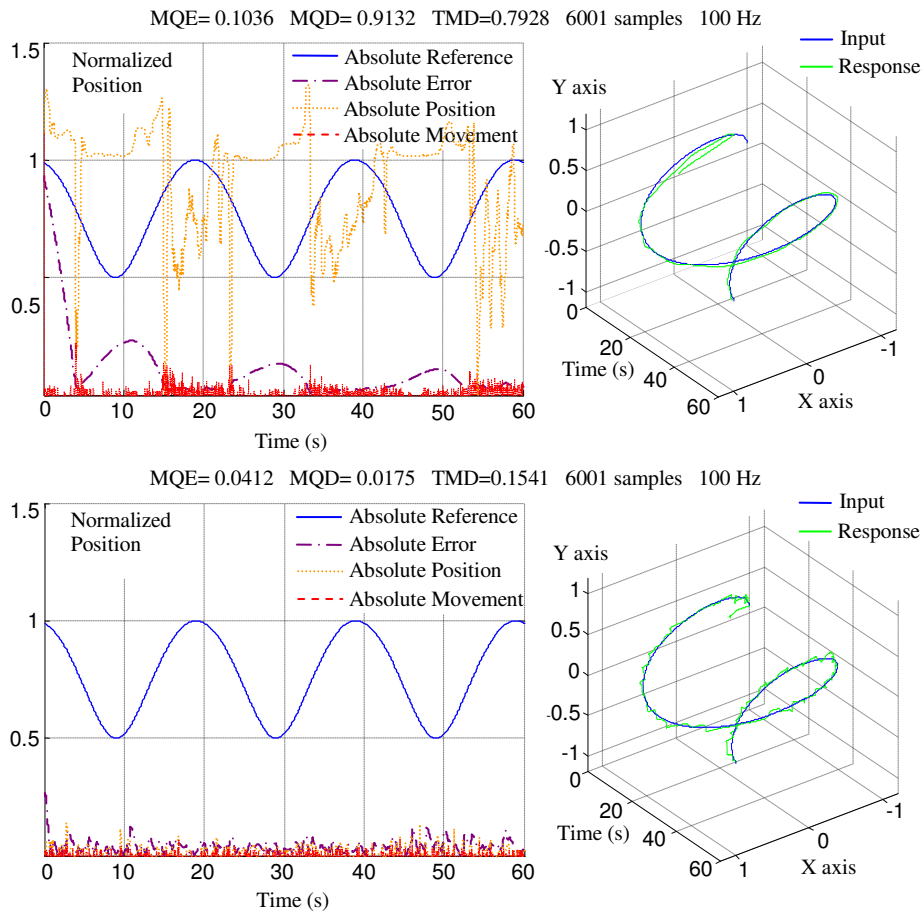 MQE= 0.1036 MQD= 0.9132 TMD=0.7928 6001 samples 100 Hz
1.5
Normalized
Position
Absolute Reference
Absolute Error
Absolute Position
Absolute Movement
1
0.5
0 10 20 30 40 50 60
Time (s)
Input
Response
Y axis
1
0.5
0
-0.5
-1
0
20
40
60
Time (s)
1
0
-1
X axis
MQE= 0.0412 MQD= 0.0175 TMD=0.1541 6001 samples 100 Hz
1.5
Normalized
Position
Absolute Reference
Absolute Error
Absolute Position
Absolute Movement
1
0.5
0 10 20 30 40 50 60
Time (s)
Input
Response
Y axis
1
0.5
0
-0.5
-1
0
20
40
60
Time (s)
1
0
-1
X axis